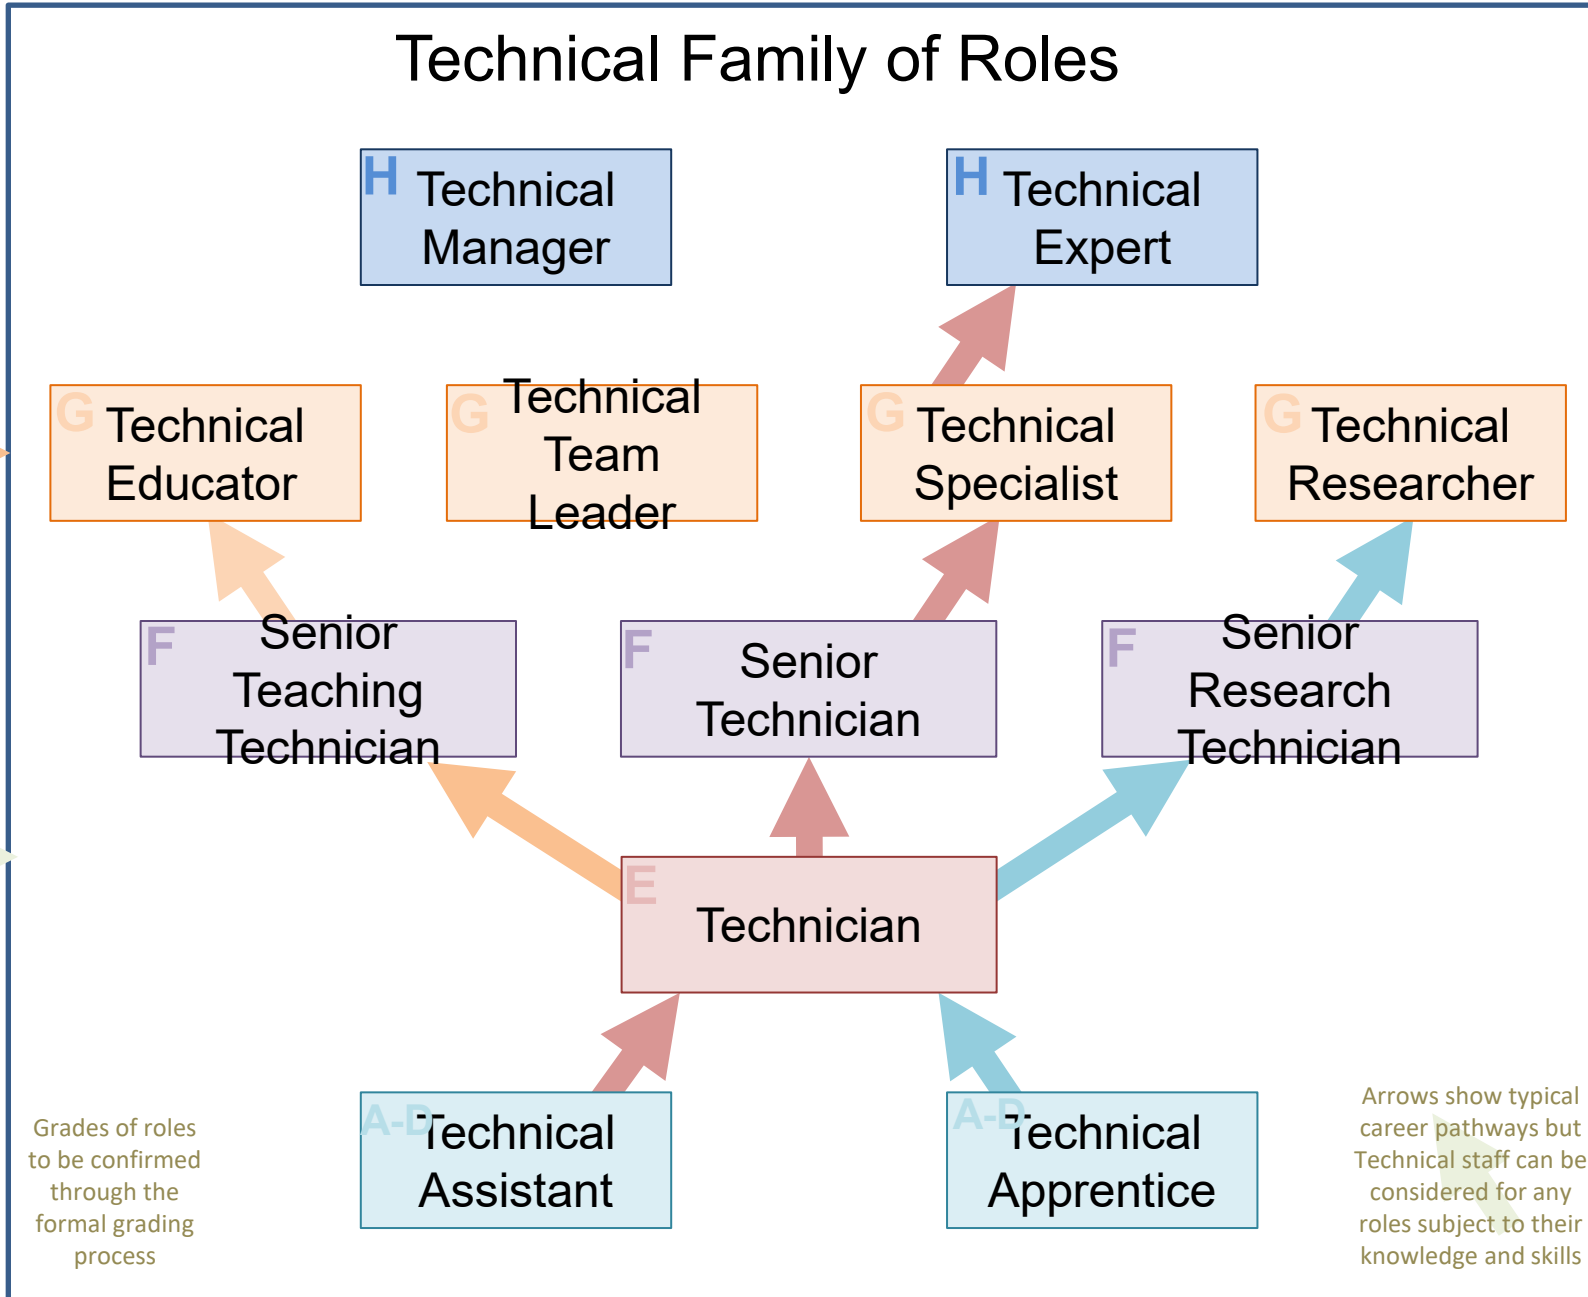 Technical Family of Roles
H
Technical
Manager
H
Technical
Expert
G
Technical
Educator
G
Technical
Team
Leader
G
Technical
Specialist
G
Technical
Researcher
F
Senior
Teaching
Technician
F
Senior
Technician
F
Senior
Research
Technician
E
Technician
A-D
Technical
Assistant
A-D
Technical
Apprentice
Grades of roles
to be confirmed
through the
formal grading
process
Arrows show typical
career pathways but
Technical staff can be
considered for any
roles subject to their
knowledge and skills